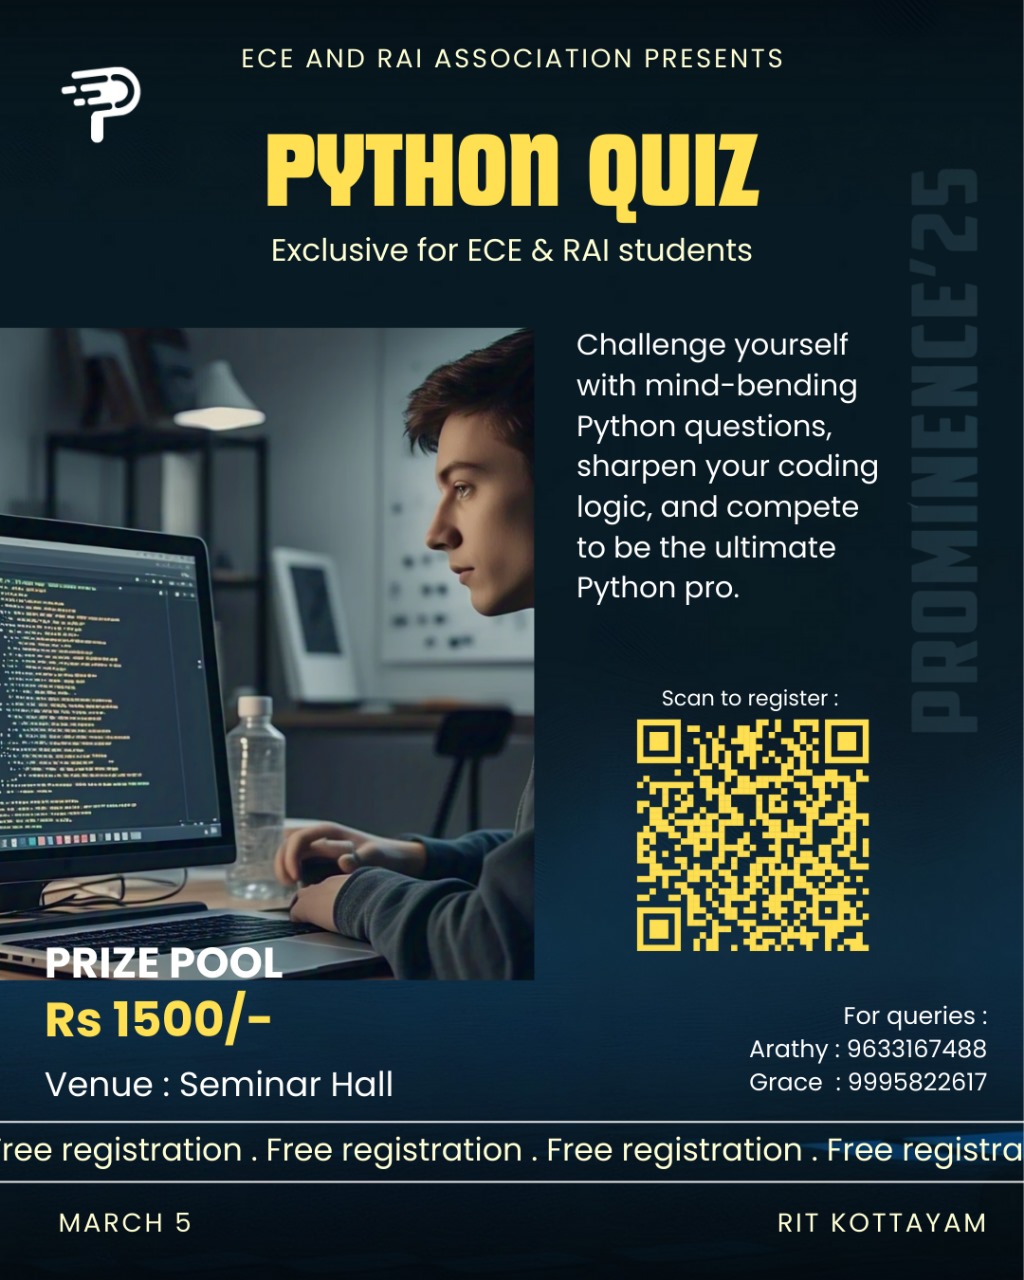 ECE AND RAI ASSOCIATION PRESENTS
PYTHON QUIZ
Exclusive for ECE & RAI students
PROMINENCE'25
Challenge yourself
with mind-bending
Python questions,
sharpen your coding
logic, and compete
to be the ultimate
Python pro.
Scan to register :
PRIZE POOL
Rs 1500/-
Venue : Seminar Hall
For queries :
Arathy : 9633167488
Grace : 9995822617
Free registration . Free registration . Free registration . Free registra
MARCH 5
RIT KOTTAYAM